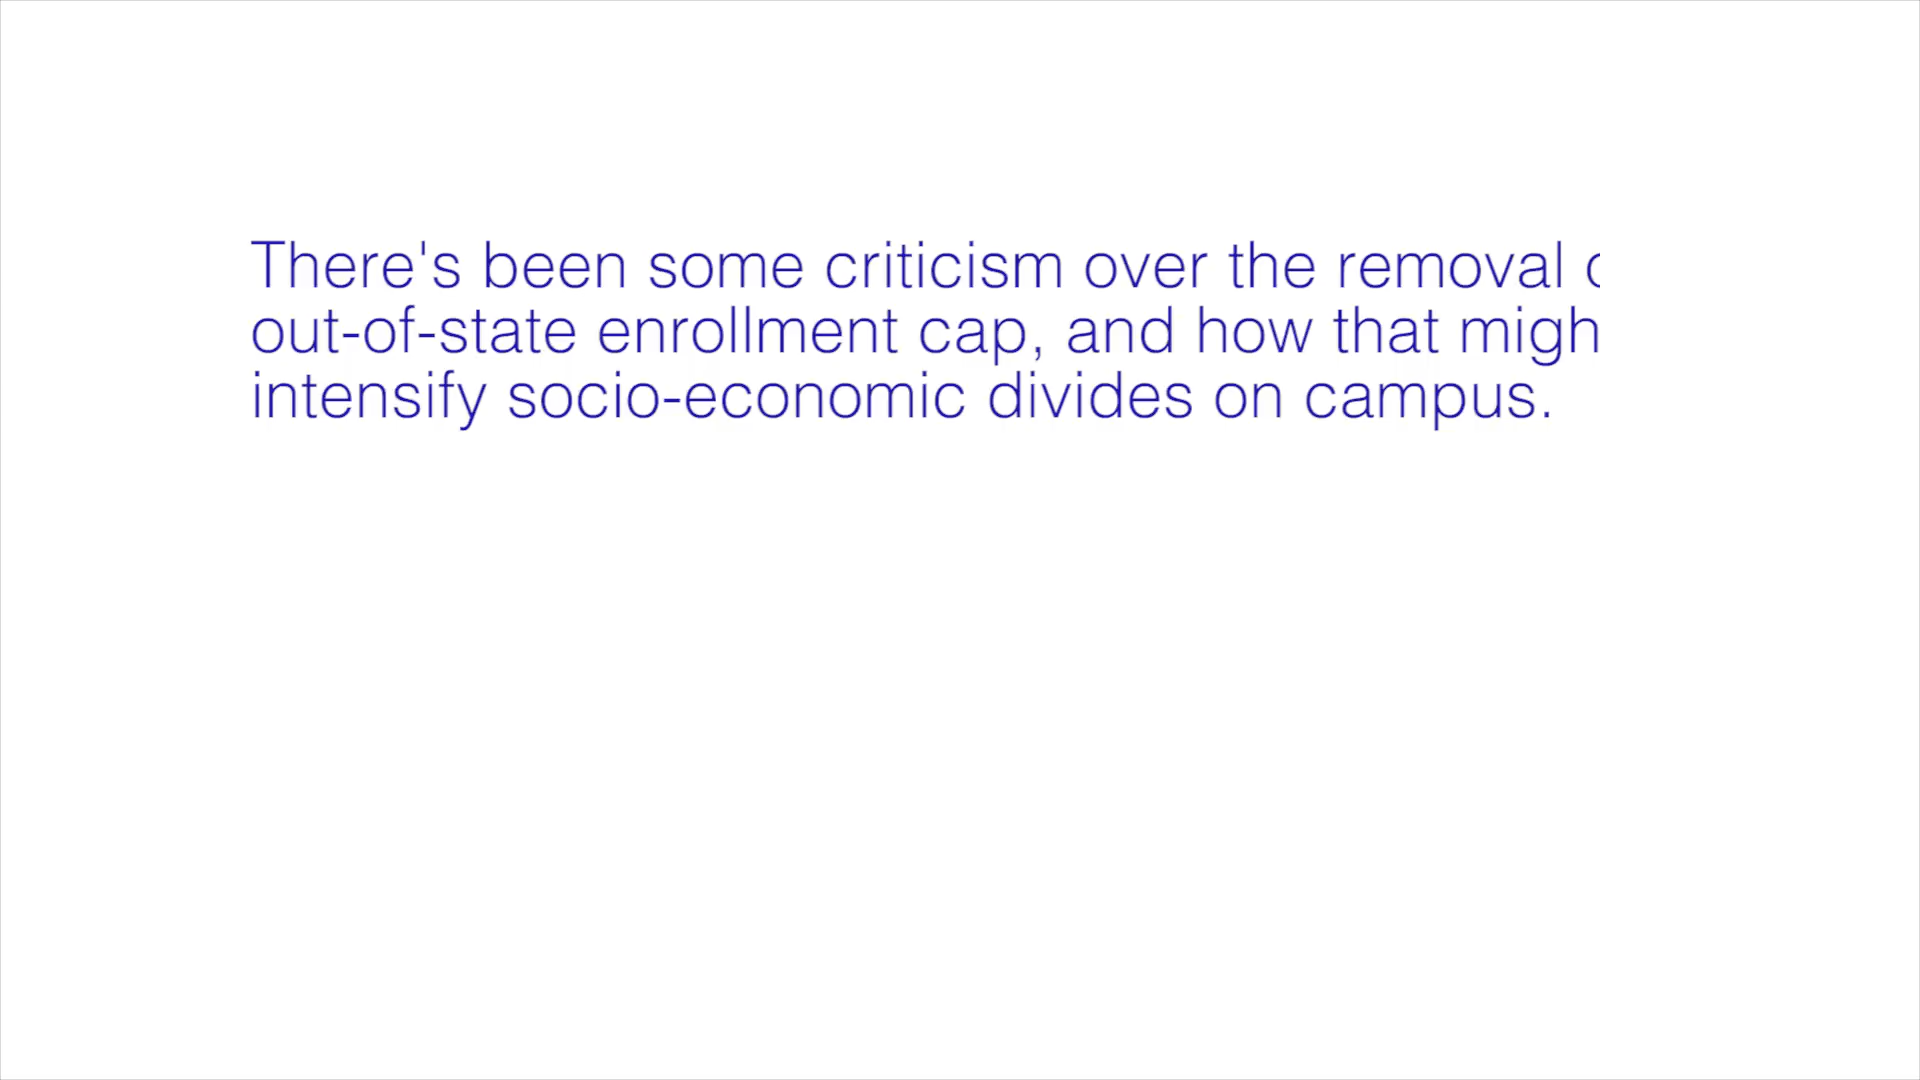 There's been some criticism over the removal
out-of-state enrollment cap, and how that migh
intensify socio-economic divides on campus.